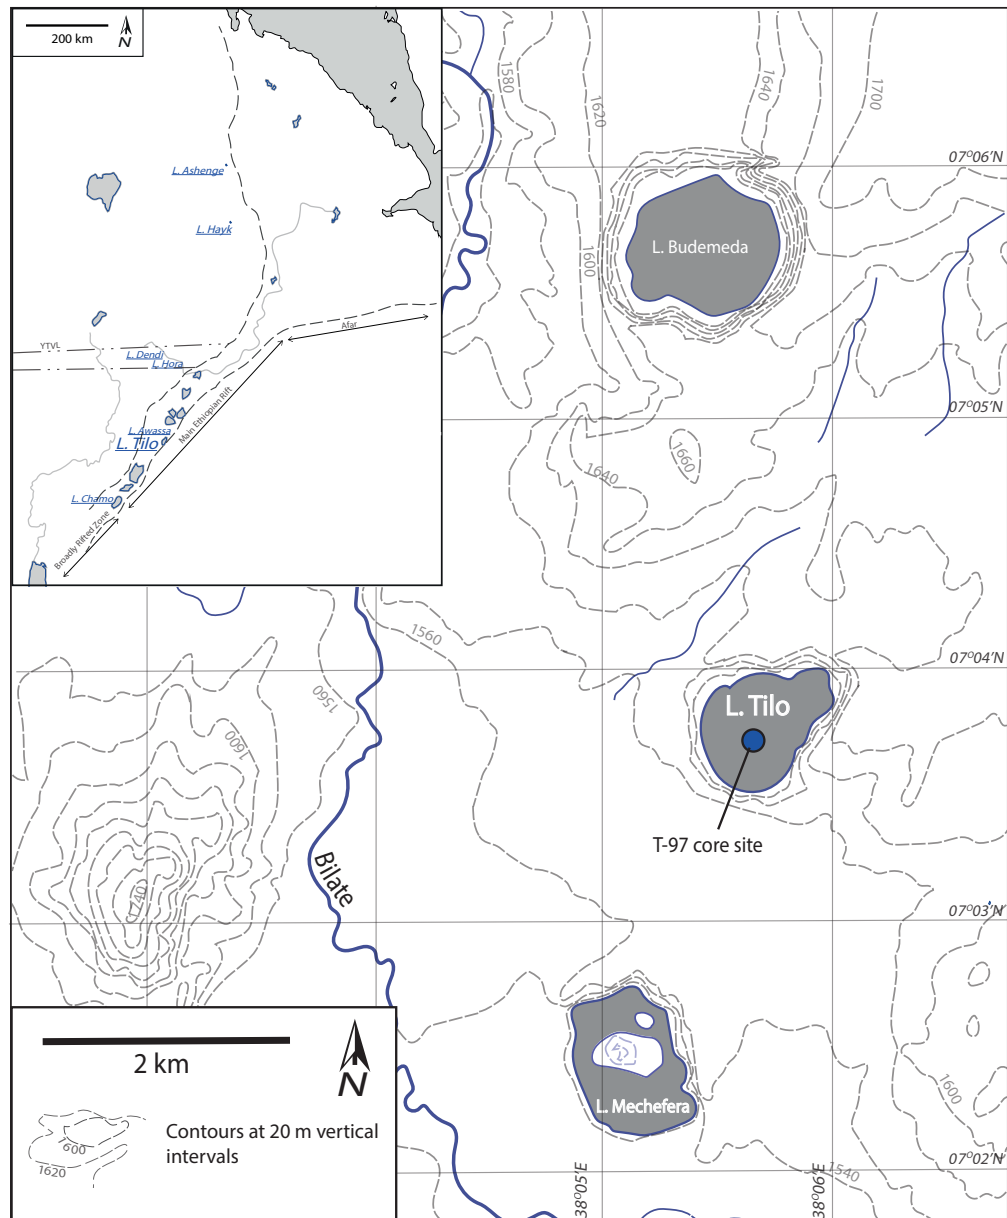 200 km
N
L. Ashenge
L. Hayk
Afar
YTVL
L. Dendi
L. Hora
Main Ethiopian Rift
L. Awassa
L. Tilo
L. Chamo
Broadly Rifted Zone
1580
1620
1640
1700
07°06'N
L. Budemeda
1600
07°05'N
1660
1640
1560
07°04'N
1560
L. Tilo
1600
T-97 core site
Bilate
1740
07°03'N
L. Mechefera
1600
07°02'N
1540
38°05'E
38°06'E
2 km
N
Contours at 20 m vertical
intervals
1600
1620